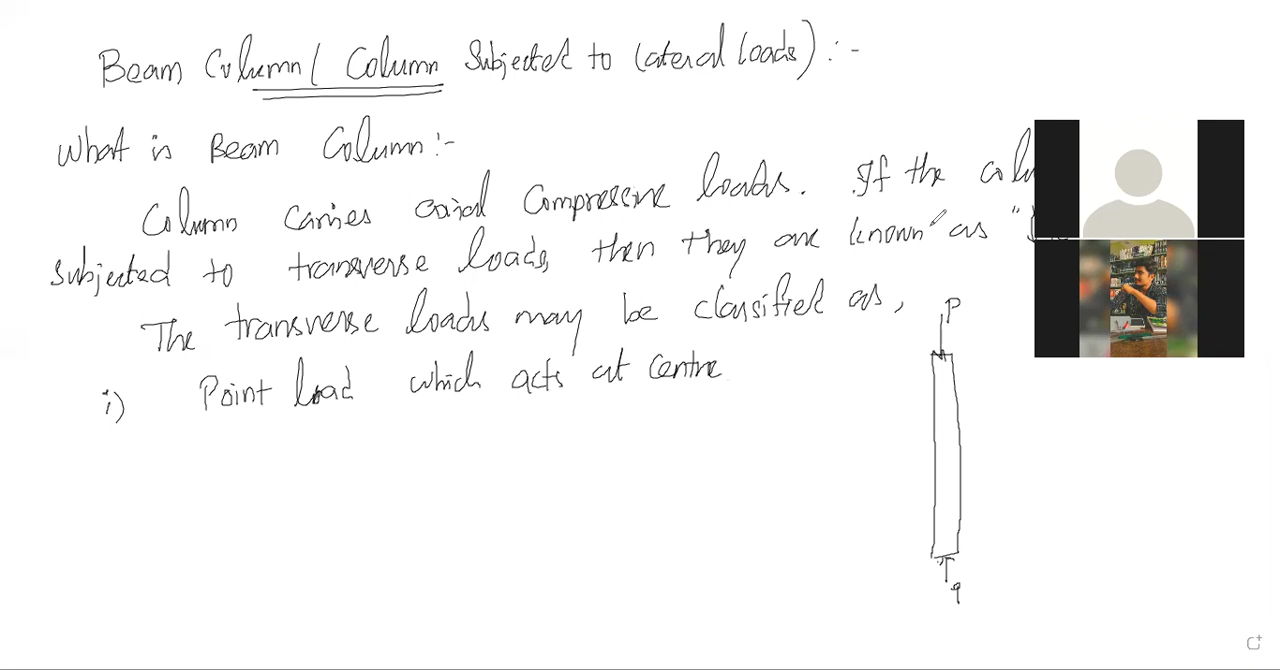 Beam Column ( Column Subjected to Lateral loads) :-
What is Beam Column :-
Column carries axial Compressive loads. If the colu
subjected to transverse loads, then they are known as "
The transverse loads may be classified as,
P
i) Point load which acts at centre